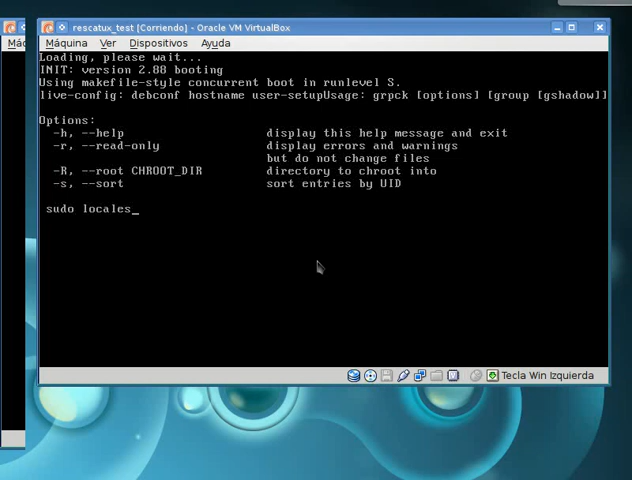 rescatux_test [Corriendo] - Oracle VM VirtualBox
Máq
Máquina Ver Dispositivos Ayuda
Loading, please wait...
INIT: version 2.88 booting
Using makefile-style concurrent boot in runlevel S.
live-config: debconf hostname user-setupUsage: grpck [options] [group [gshadow]]
Options:
-h, --help display this help message and exit
-r, --read-only display errors and warnings
but do not change files
-R, --root CHROOT_DIR directory to chroot into
-s, --sort sort entries by UID
sudo locales_
Tecla Win Izquierda